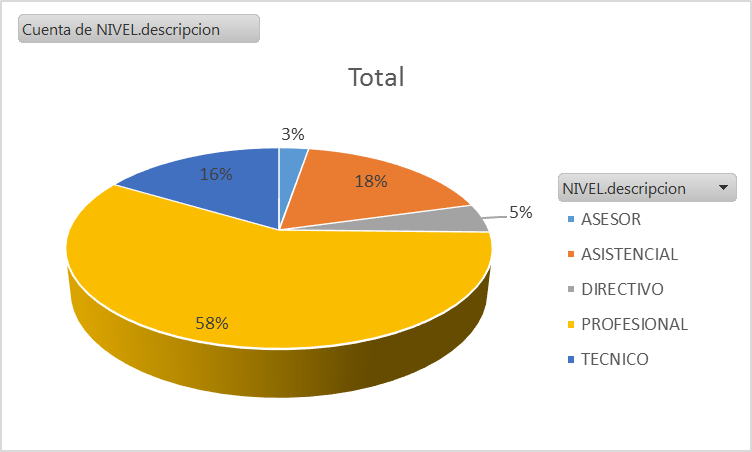 Cuenta de NIVEL.descripcion
Total
3%
18%
16%
5%
58%
NIVEL.descripcion
ASESOR
ASISTENCIAL
DIRECTIVO
PROFESIONAL
TECNICO